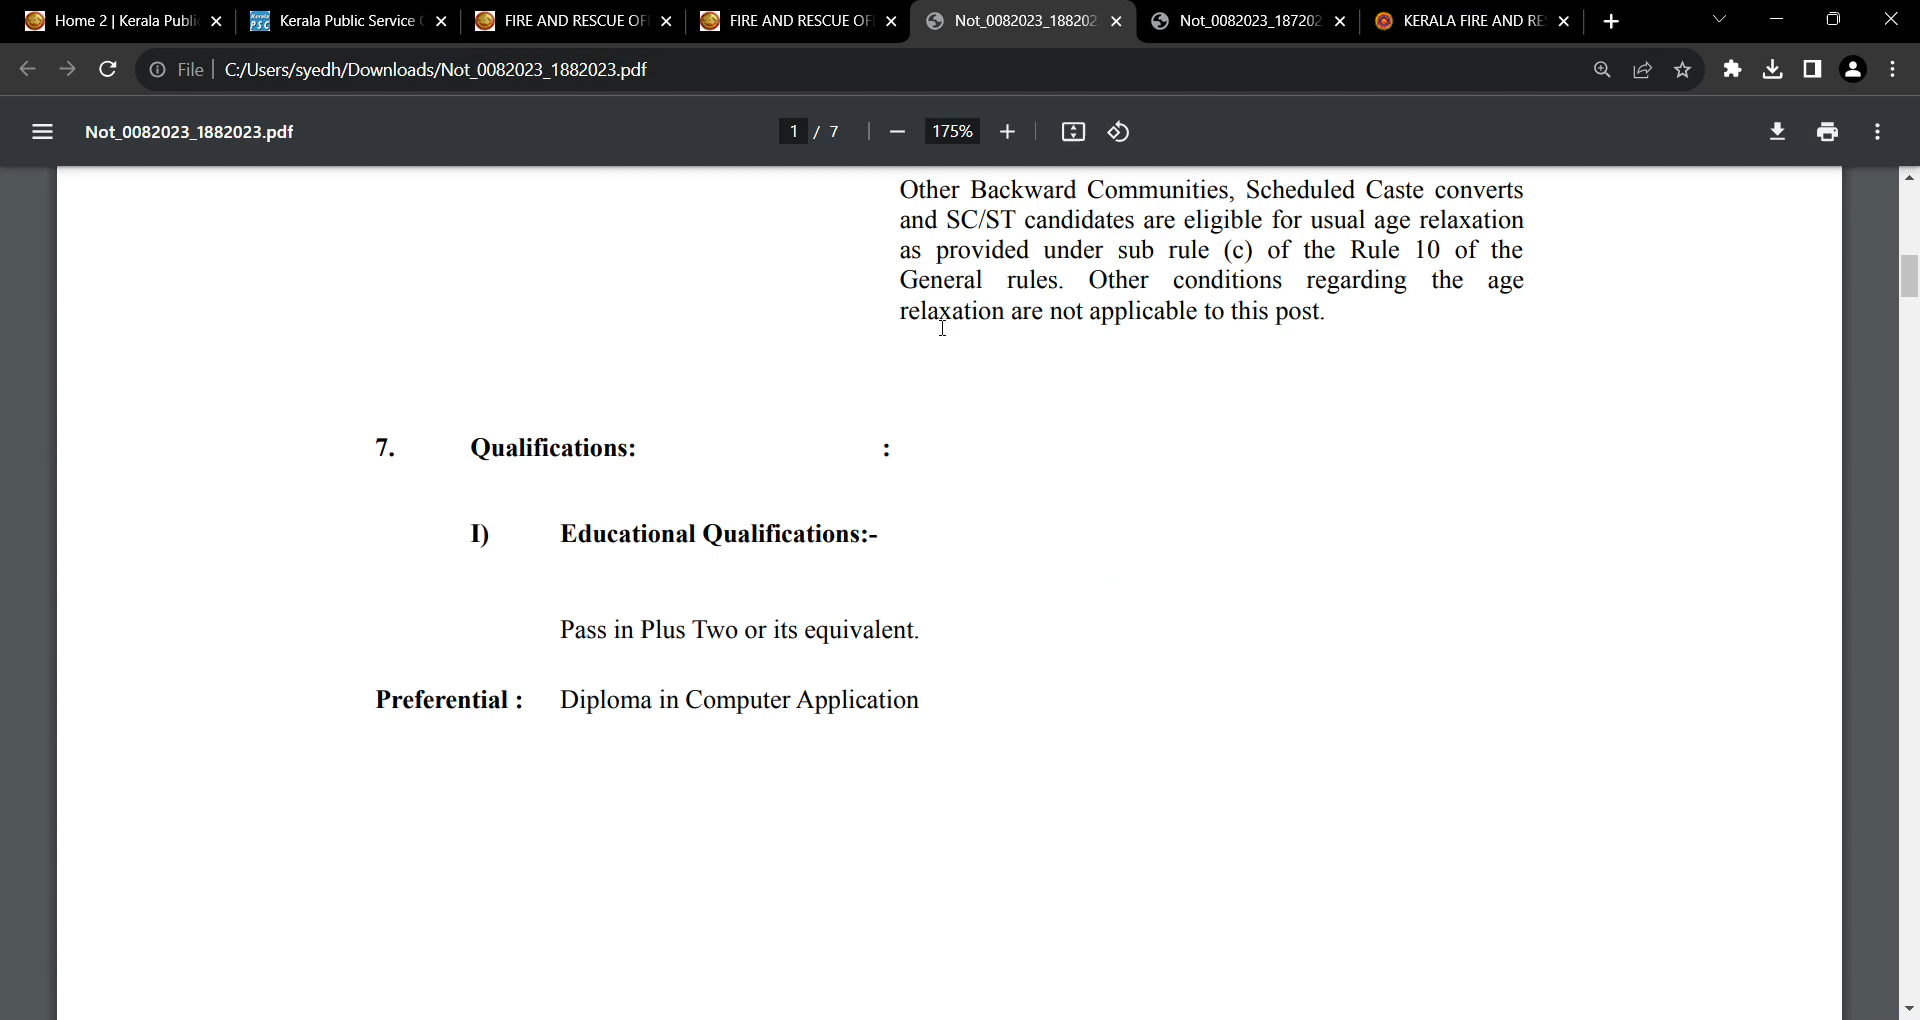 Home 2 | Kerala Publi
Kerala Public Service
FIRE AND RESCUE OF
FIRE AND RESCUE OF
Not_0082023_18820
Not_0082023_18720
KERALA FIRE AND RE
File
C:/Users/syedh/Downloads/Not_0082023_1882023.pdf
Not_0082023_1882023.pdf
1 / 7
175%
Other Backward Communities, Scheduled Caste converts
and SC/ST candidates are eligible for usual age relaxation
as provided under sub rule (c) of the Rule 10 of the
General rules. Other conditions regarding the age
relaxation are not applicable to this post.
7. Qualifications: :
I) Educational Qualifications:-
Pass in Plus Two or its equivalent.
Preferential : Diploma in Computer Application